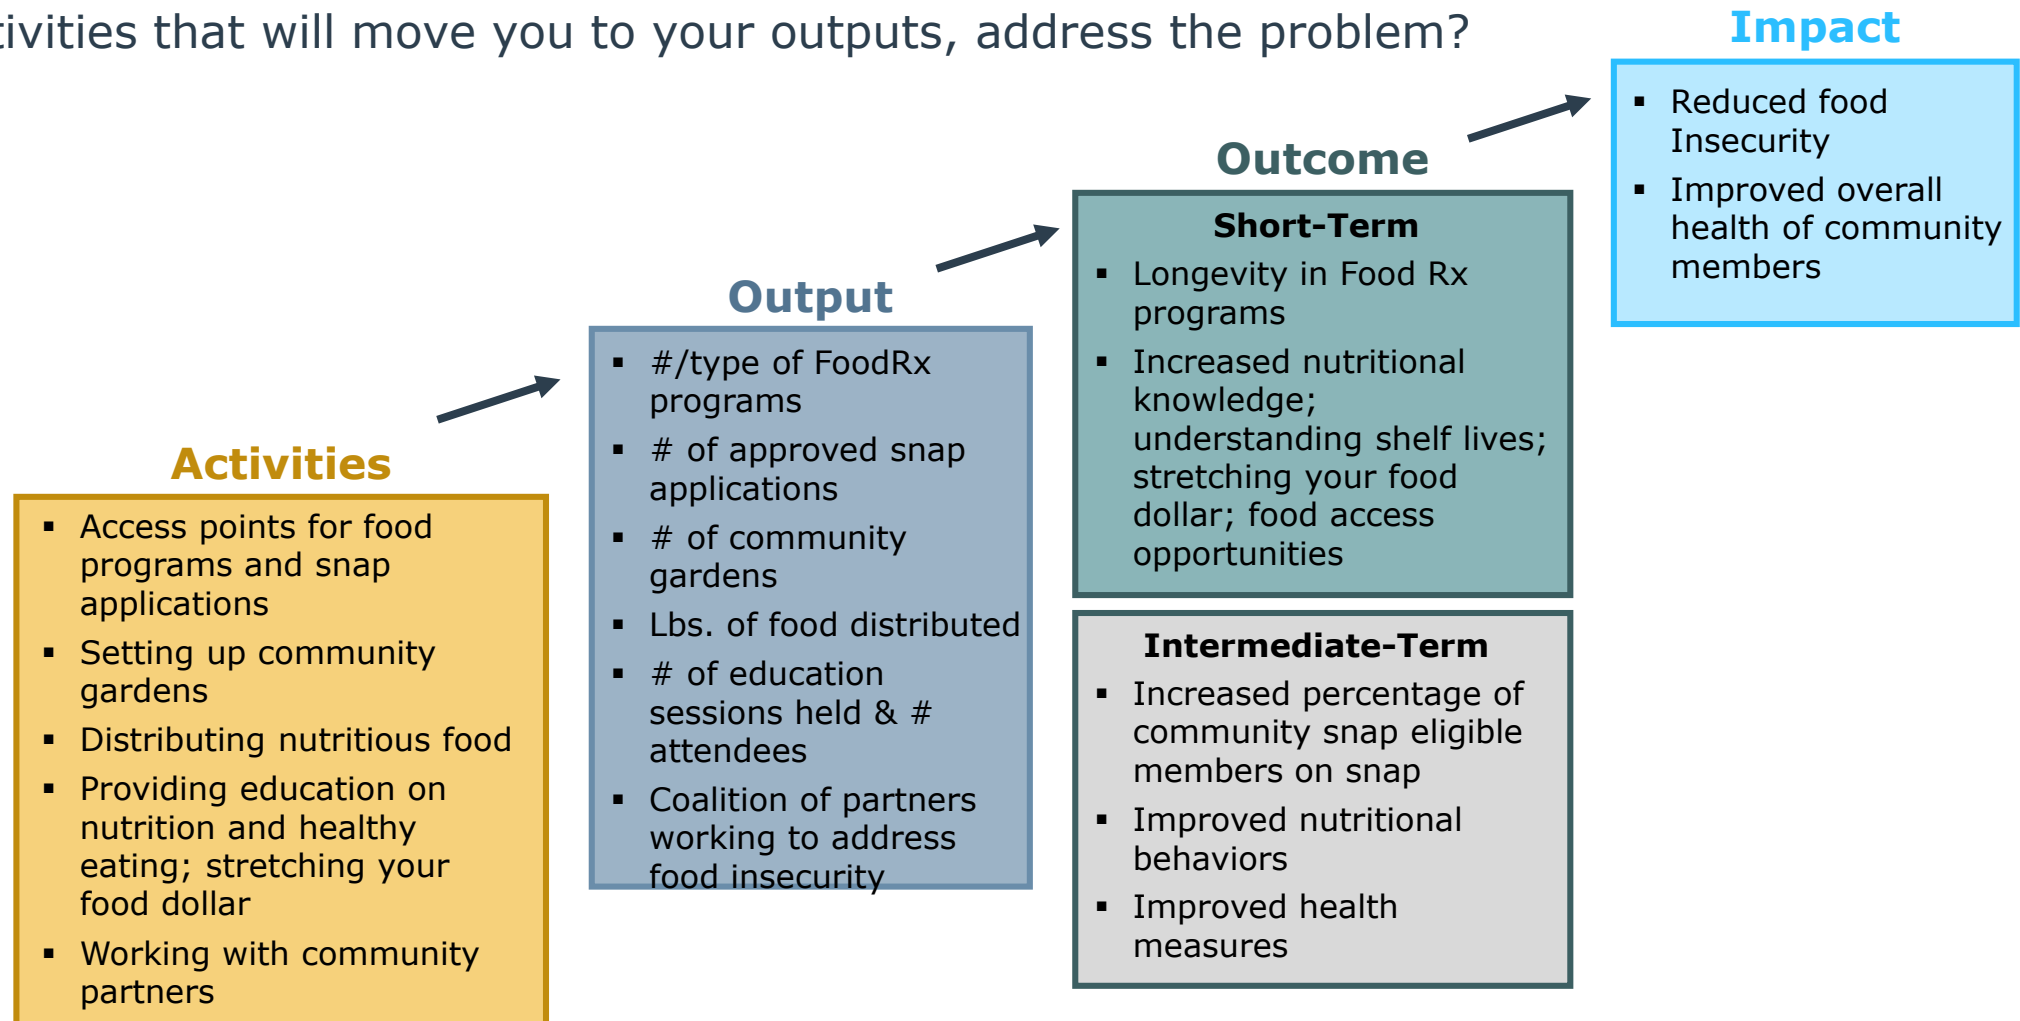 tivities that will move you to your outputs, address the problem?
Impact
▪ Reduced food
Insecurity
▪ Improved overall
health of community
members
Outcome
Short–Term
▪ Longevity in Food Rx
programs
▪ Increased nutritional
knowledge;
understanding shelf lives;
stretching your food
dollar; food access
opportunities
Intermediate–Term
▪ Increased percentage of
community snap eligible
members on snap
▪ Improved nutritional
behaviors
▪ Improved health
measures
Output
▪ #/type of FoodRx
programs
▪ # of approved snap
applications
▪ # of community
gardens
▪ Lbs. of food distributed
▪ # of education
sessions held & #
attendees
▪ Coalition of partners
working to address
food insecurity
Activities
▪ Access points for food
programs and snap
applications
▪ Setting up community
gardens
▪ Distributing nutritious food
▪ Providing education on
nutrition and healthy
eating; stretching your
food dollar
▪ Working with community
partners